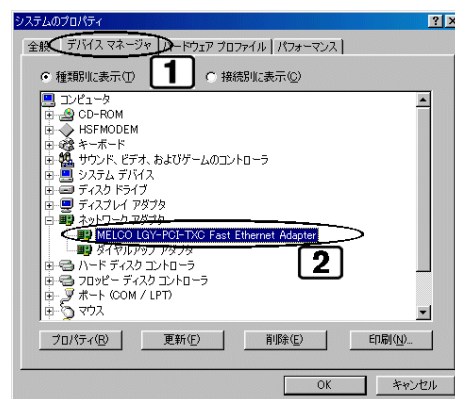 システムのプロパティ
全般 デバイス マネージャ ハードウェア プロファイル パフォーマンス
種類別に表示(T) 1 接続別に表示(C)
コンピュータ
CD-ROM
HSFMODEM
キーボード
サウンド、ビデオ、およびゲームのコントローラ
システム デバイス
ディスク ドライブ
ディスプレイ アダプタ
ネットワーク アダプタ
MELCO LGY-PCI-TXC Fast Ethernet Adapter
ダイヤルアップ アダプタ
ハード ディスク コントローラ 2
フロッピー ディスク コントローラ
ポート (COM / LPT)
マウス
プロパティ(R) 更新(F) 削除(E) 印刷(N)...
OK キャンセル